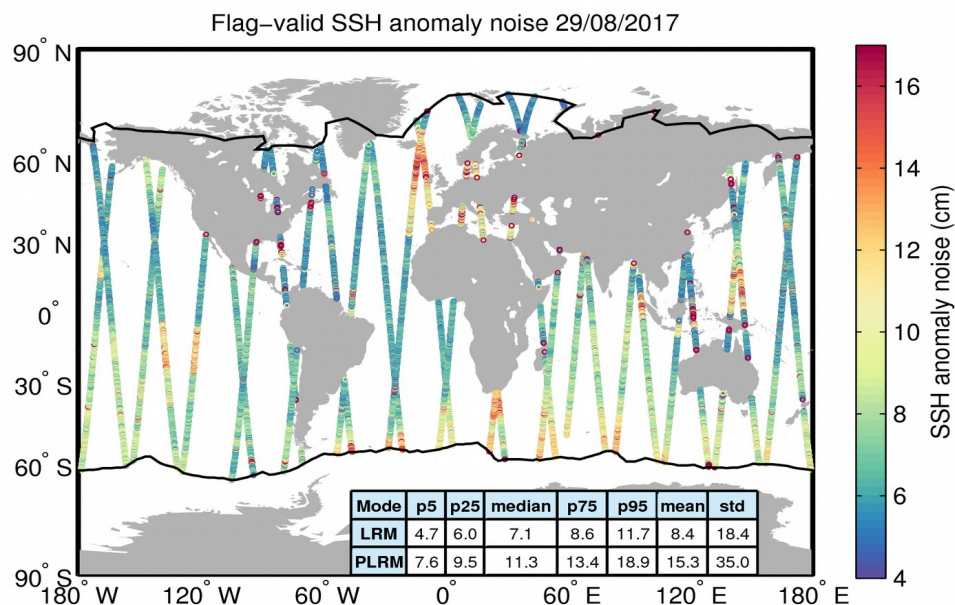 Flag−valid SSH anomaly noise 29/08/2017
90° N
60° N
30° N
0°
30° S
60° S
90° S
180° W
120° W
60° W
0°
60° E
120° E
180° E
16
14
12
10
8
6
4
SSH anomaly noise (cm)
Mode p5 p25 median p75 p95 mean std
LRM 4.7 6.0 7.1 8.6 11.7 8.4 18.4
PLRM 7.6 9.5 11.3 13.4 18.9 15.3 35.0